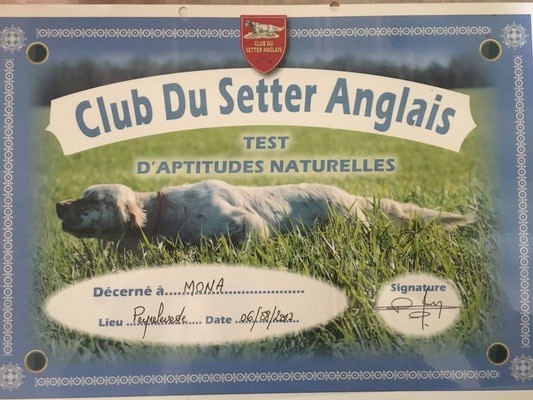 CLUB DU
SETTER ANGLAIS
Club Du Setter Anglais
TEST
D'APTITUDES NATURELLES
Décerné à.....MONA.....
Signature
Lieu ........ Date ..06/08/2017